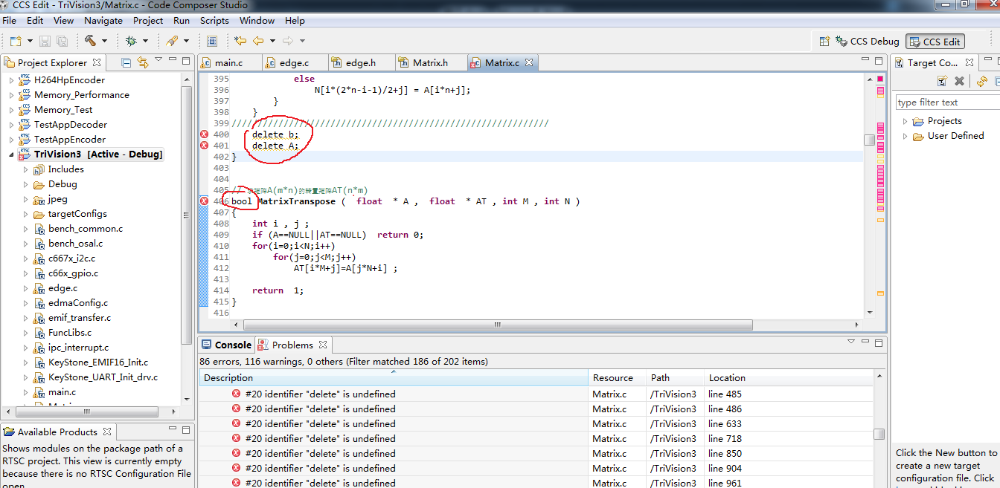 CCS Edit - TriVision3/Matrix.c - Code Composer Studio
File Edit View Navigate Project Run Scripts Window Help
CCS Debug CCS Edit
Project Explorer
H264HpEncoder
Memory_Performance
Memory_Test
TestAppDecoder
TestAppEncoder
TriVision3 [Active - Debug]
Includes
Debug
jpeg
targetConfigs
bench_common.c
bench_osal.c
c667x_i2c.c
c66x_gpio.c
edge.c
edmaConfig.c
emif_transfer.c
FuncLibs.c
ipc_interrupt.c
KeyStone_EMIF16_Init.c
KeyStone_UART_Init_drv.c
main.c
Available Products
Shows modules on the package path of a
RTSC project. This view is currently empty
because there is no RTSC Configuration File
open
main.c edge.c edge.h Matrix.h Matrix.c
395 else
396 N[i*(2*n-i-1)/2+j] = A[i*n+j];
397 }
398 }
399 /////////////////////////////////////////////////////////////
400 delete b;
401 delete A;
402 }
403
404
405 // 矩阵A(m*n)的转置矩阵AT(n*m)
406 bool MatrixTranspose ( float * A , float * AT , int M , int N )
407 {
408 int i , j ;
409 if (A==NULL||AT==NULL) return 0;
410 for(i=0;i<N;i++)
411 for(j=0;j<M;j++)
412 AT[i*M+j]=A[j*N+i] ;
413
414 return 1;
415 }
416
Console Problems
86 errors, 116 warnings, 0 others (Filter matched 186 of 202 items)
Description Resource Path Location
#20 identifier "delete" is undefined Matrix.c /TriVision3 line 485
#20 identifier "delete" is undefined Matrix.c /TriVision3 line 486
#20 identifier "delete" is undefined Matrix.c /TriVision3 line 633
#20 identifier "delete" is undefined Matrix.c /TriVision3 line 718
#20 identifier "delete" is undefined Matrix.c /TriVision3 line 850
#20 identifier "delete" is undefined Matrix.c /TriVision3 line 904
#20 identifier "delete" is undefined Matrix.c /TriVision3 line 961
Target Co...
type filter text
Projects
User Defined
Click the New button to
create a new target
configuration file. Click